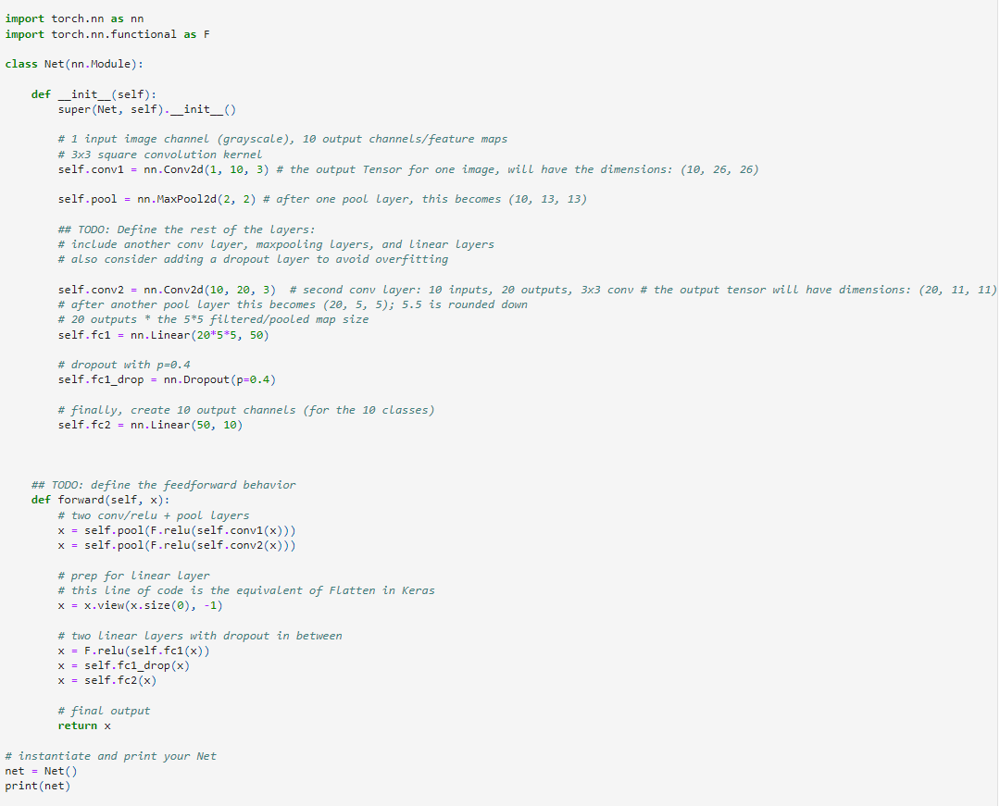 import torch.nn as nn
import torch.nn.functional as F

class Net(nn.Module):

    def __init__(self):
        super(Net, self).__init__()

        # 1 input image channel (grayscale), 10 output channels/feature maps
        # 3x3 square convolution kernel
        self.conv1 = nn.Conv2d(1, 10, 3) # the output Tensor for one image, will have the dimensions: (10, 26, 26)

        self.pool = nn.MaxPool2d(2, 2) # after one pool layer, this becomes (10, 13, 13)

        ## TODO: Define the rest of the layers:
        # include another conv layer, maxpooling layers, and linear layers
        # also consider adding a dropout layer to avoid overfitting

        self.conv2 = nn.Conv2d(10, 20, 3)  # second conv layer: 10 inputs, 20 outputs, 3x3 conv # the output tensor will have dimensions: (20, 11, 11)
        # after another pool layer this becomes (20, 5, 5); 5.5 is rounded down
        # 20 outputs * the 5*5 filtered/pooled map size
        self.fc1 = nn.Linear(20*5*5, 50)

        # dropout with p=0.4
        self.fc1_drop = nn.Dropout(p=0.4)

        # finally, create 10 output channels (for the 10 classes)
        self.fc2 = nn.Linear(50, 10)

    ## TODO: define the feedforward behavior
    def forward(self, x):
        # two conv/relu + pool layers
        x = self.pool(F.relu(self.conv1(x)))
        x = self.pool(F.relu(self.conv2(x)))

        # prep for linear layer
        # this line of code is the equivalent of Flatten in Keras
        x = x.view(x.size(0), -1)

        # two linear layers with dropout in between
        x = F.relu(self.fc1(x))
        x = self.fc1_drop(x)
        x = self.fc2(x)

        # final output
        return x

# instantiate and print your Net
net = Net()
print(net)